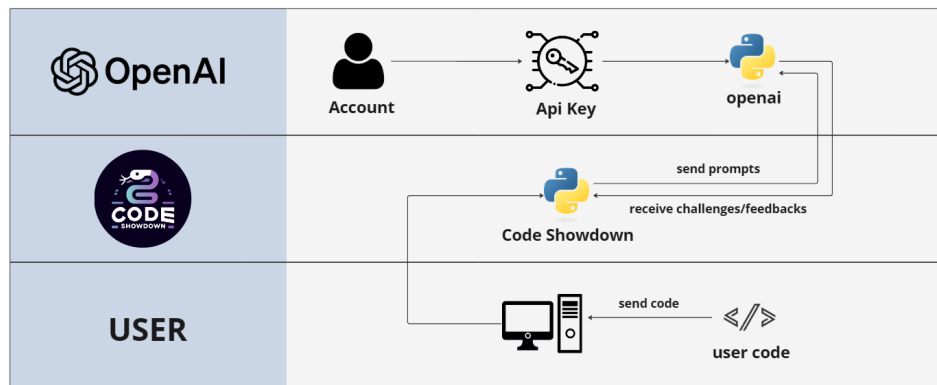 OpenAI
Account
Api Key
openai
CODE
SHOWDOWN
send prompts
receive challenges/feedbacks
Code Showdown
USER
send code
</>
user code